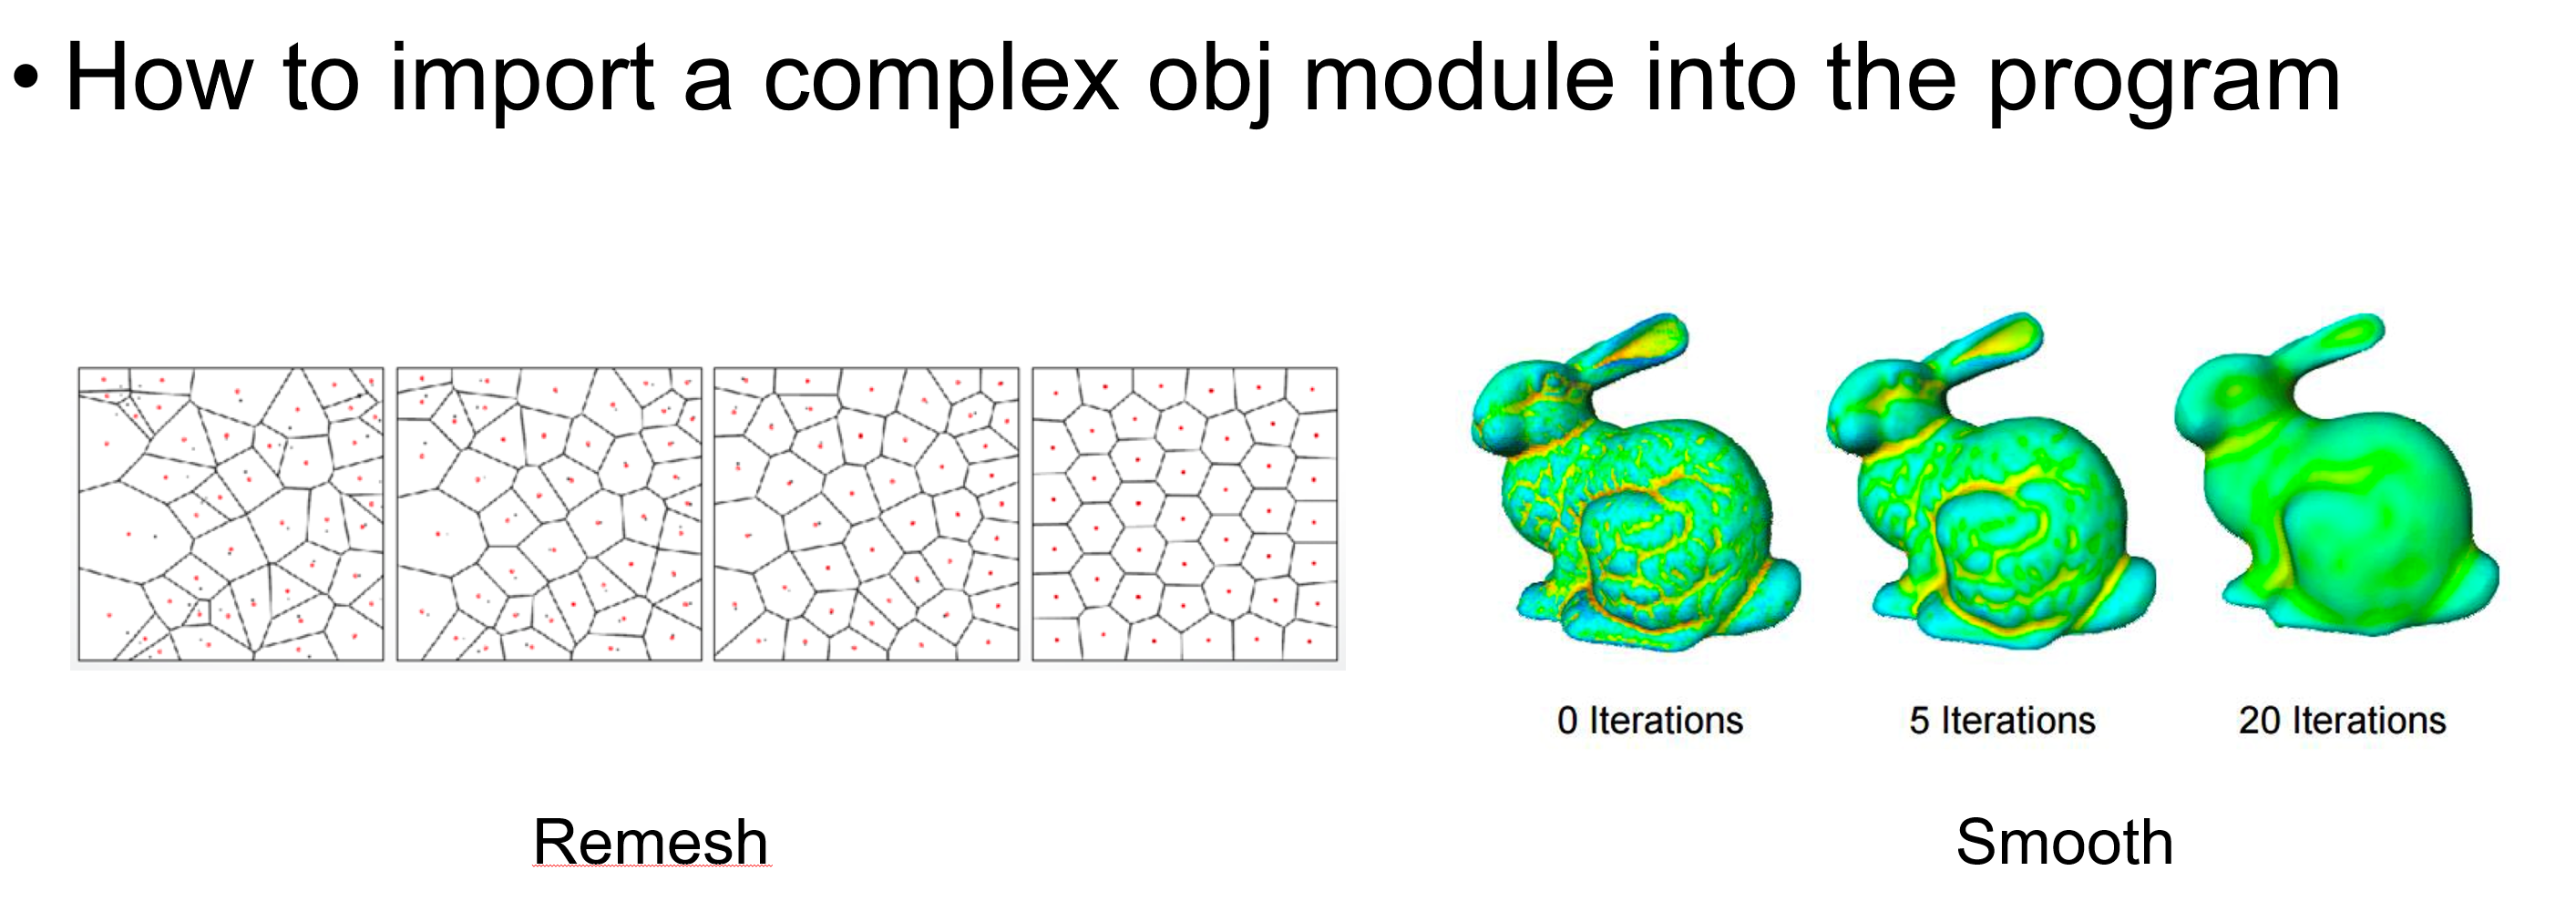 • How to import a complex obj module into the program
0 Iterations
5 Iterations
20 Iterations
Remesh
Smooth